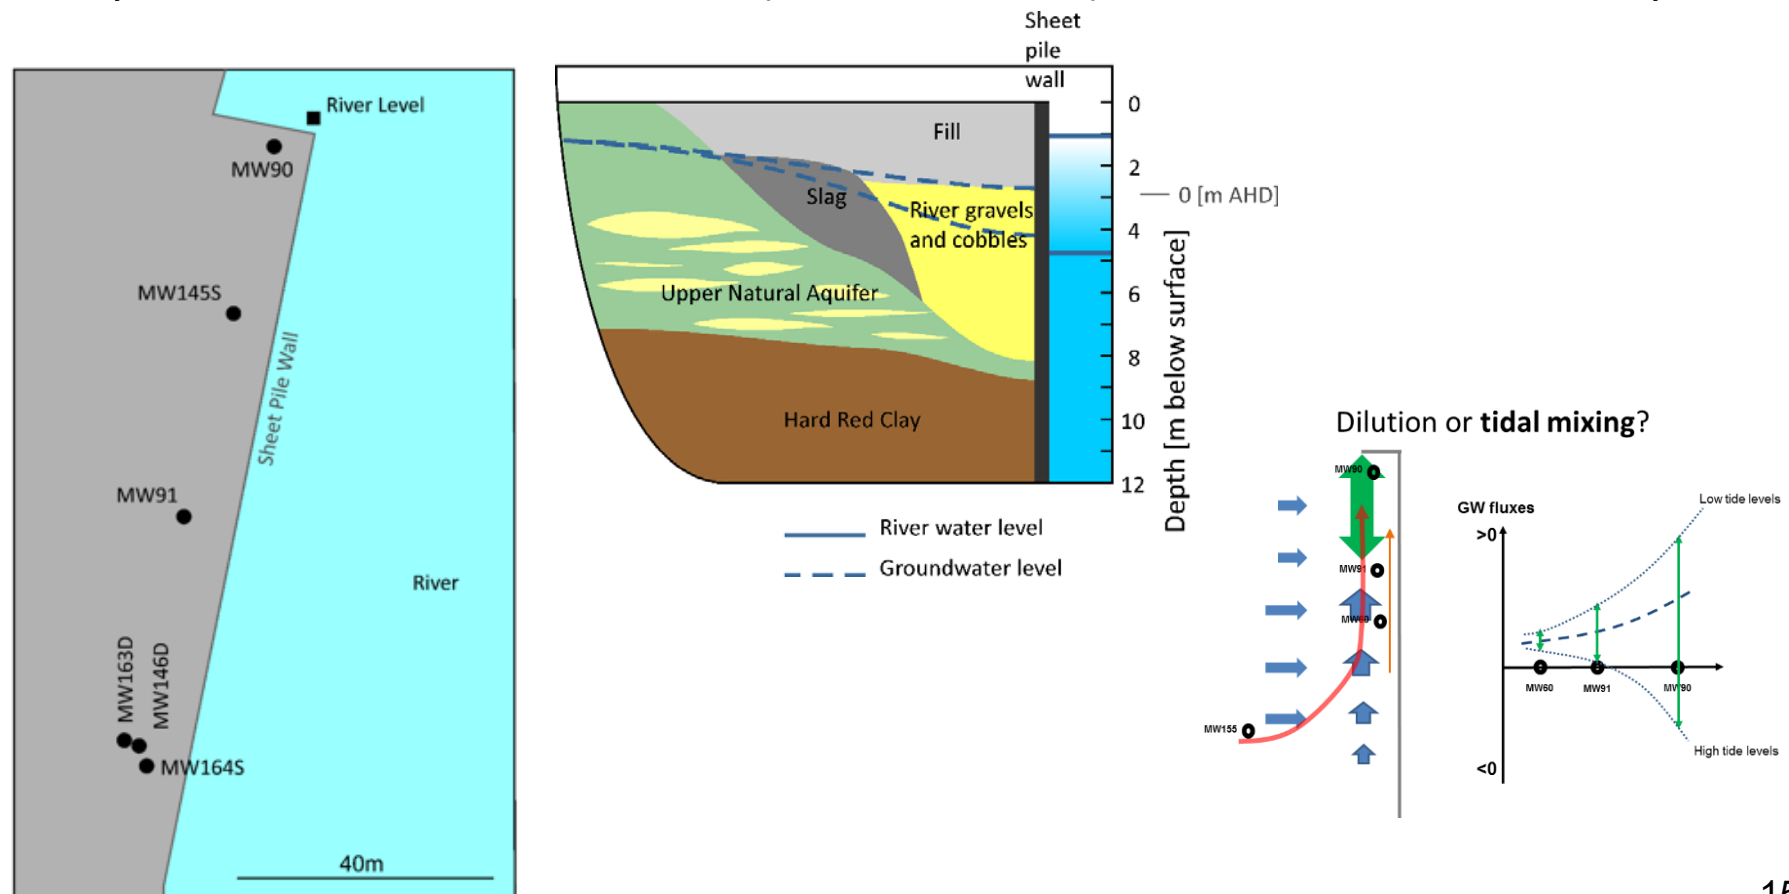 River Level
MW90
MW145S
Sheet Pile Wall
MW91
River
MW163D
MW146D
MW164S
40m
Sheet
pile
wall
Fill
Slag
River gravels
and cobbles
Upper Natural Aquifer
Hard Red Clay
0
2
0 [m AHD]
4
6
8
10
12
Depth [m below surface]
River water level
Groundwater level
Dilution or tidal mixing?
MW90
MW91
MW60
MW155
GW fluxes
>0
<0
Low tide levels
MW60
MW91
MW90
High tide levels